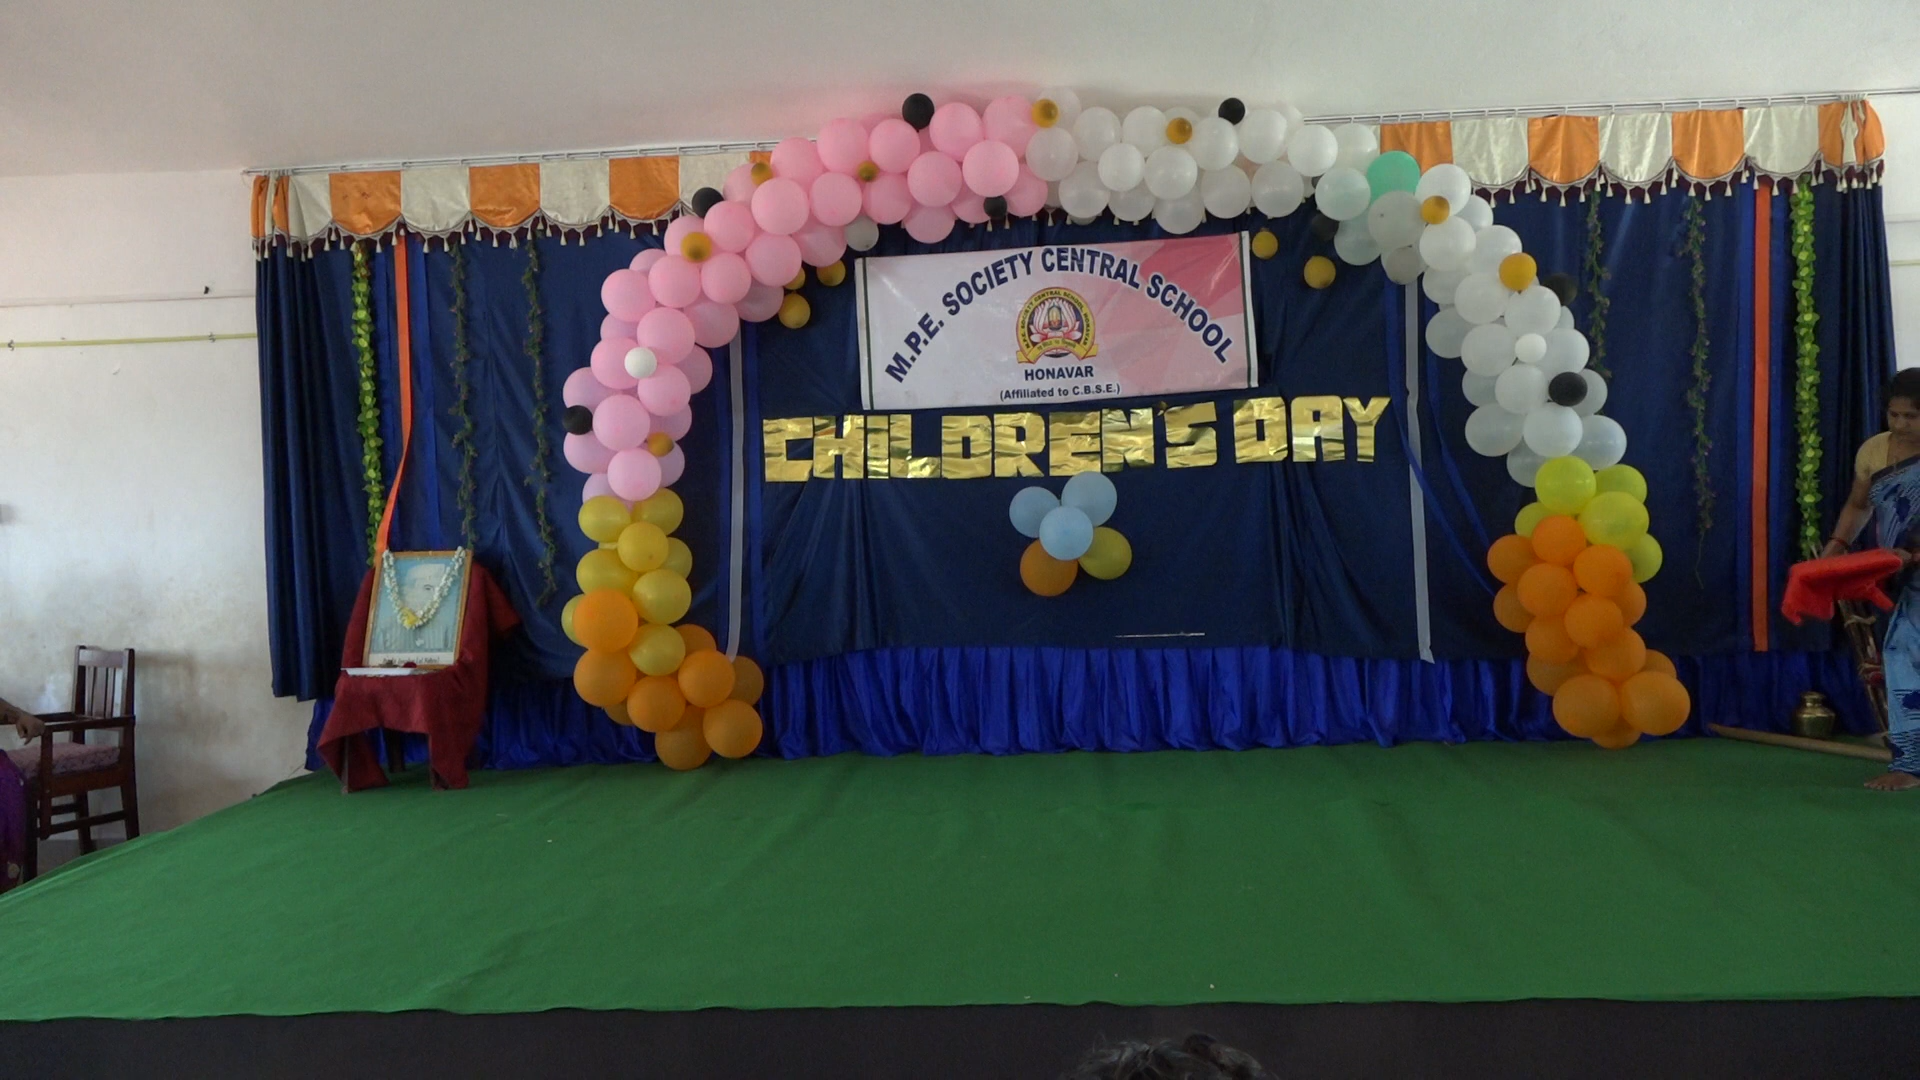 M.P.E. SOCIETY CENTRAL SCHOOL
HONAVAR
(Affiliated to C.B.S.E.)
CHILDREN'S DAY